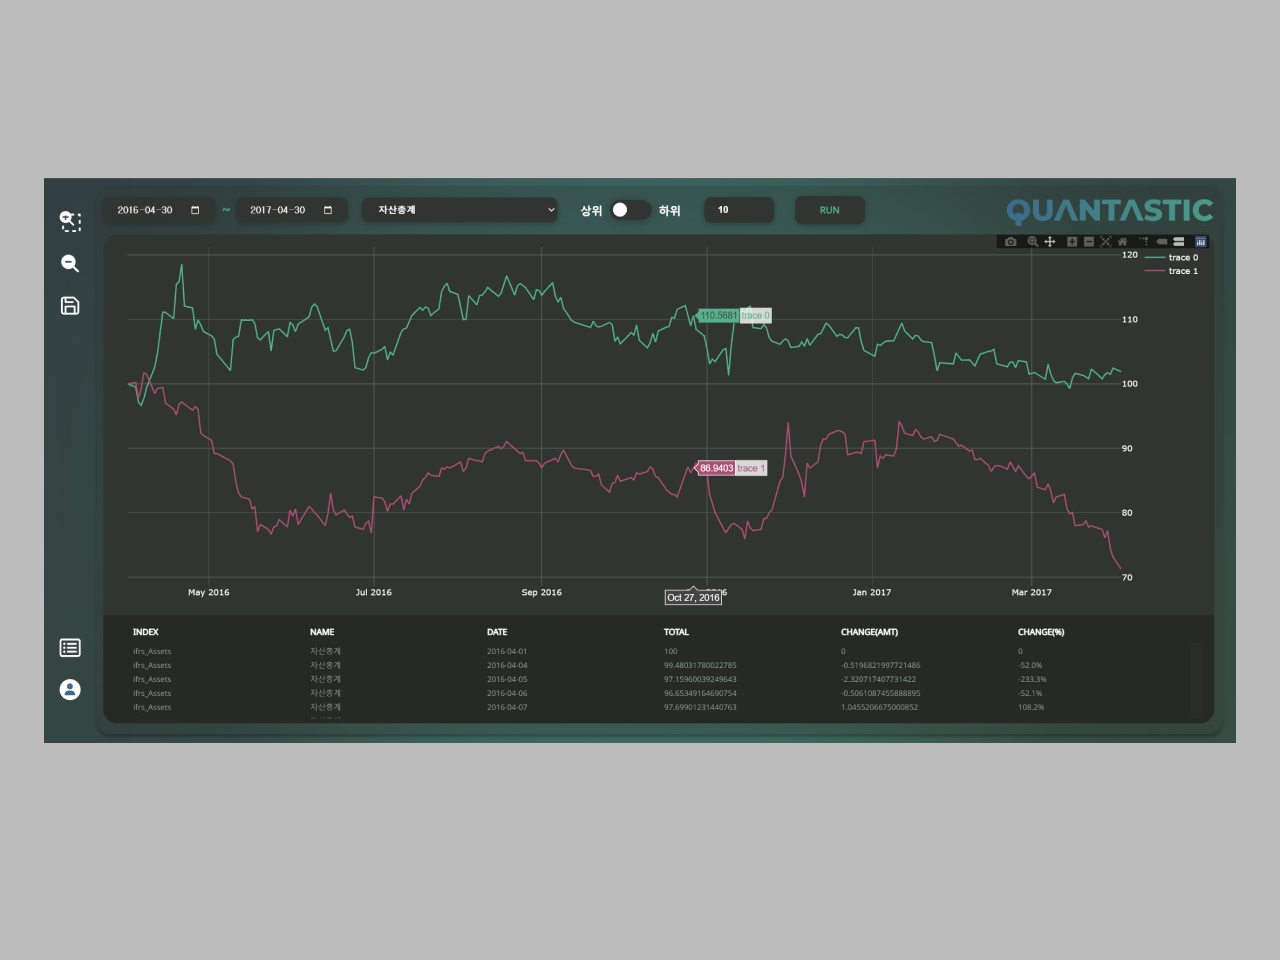 2016-04-30 ~ 2017-04-30 자산총계 상위 하위 10 RUN QUANTASTIC
120
trace 0
trace 1
110.5681 trace 0
110
100
90
86.9403 trace 1
80
70
May 2016 Jul 2016 Sep 2016 Jan 2017 Mar 2017
Oct 27, 2016
INDEX NAME DATE TOTAL CHANGE(AMT) CHANGE(%)
ifrs_Assets 자산총계 2016-04-01 100 0 0
ifrs_Assets 자산총계 2016-04-04 99.48031780022785 -0.5196821997721486 -52.0%
ifrs_Assets 자산총계 2016-04-05 97.15960039249643 -2.320717407731422 -233.3%
ifrs_Assets 자산총계 2016-04-06 96.65349164690754 -0.5061087455888895 -52.1%
ifrs_Assets 자산총계 2016-04-07 97.69901231440763 1.0455206675000852 108.2%